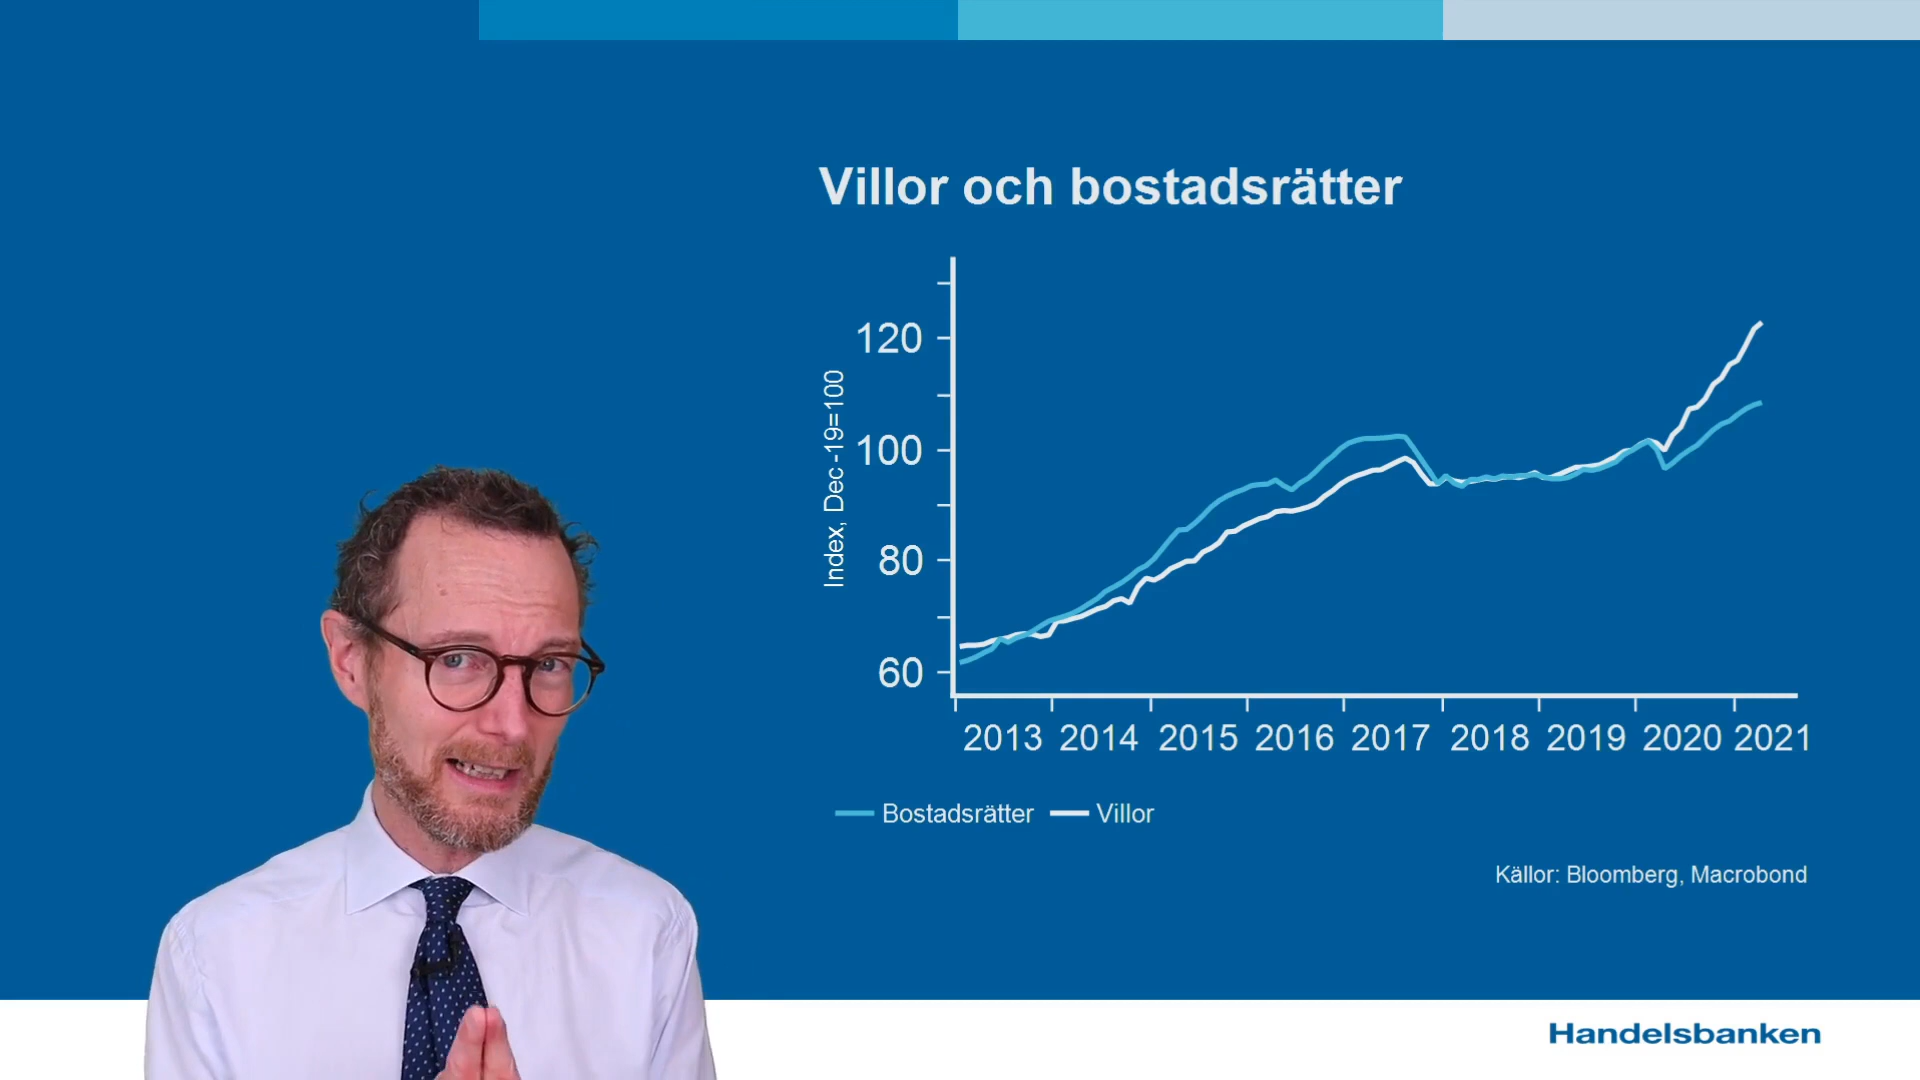 Villor och bostadsrätter
Index, Dec-19=100
120
100
80
60
2013 2014 2015 2016 2017 2018 2019 2020 2021
Bostadsrätter Villor
Källor: Bloomberg, Macrobond
Handelsbanken